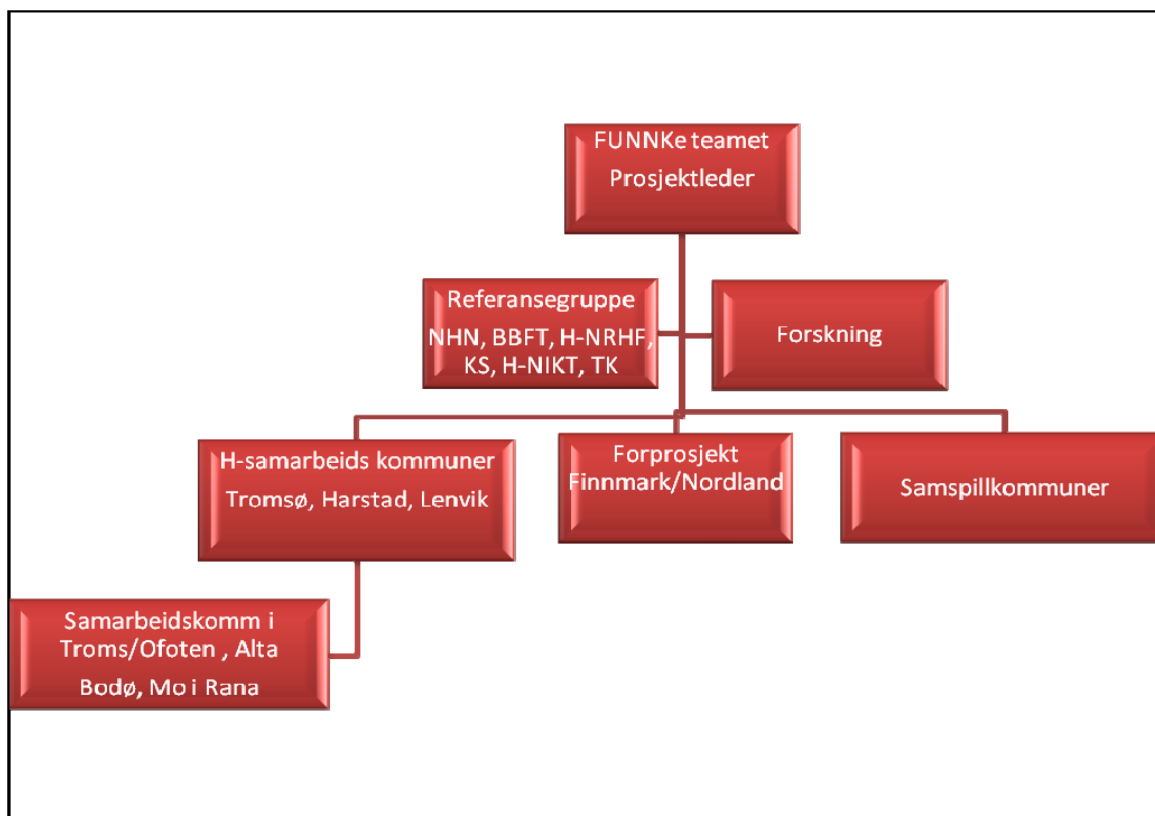 FUNNKe teamet
Prosjektleder
Referansegruppe
NHN, BBFT, H-NRHF,
KS, H-NIKT, TK
Forskning
H-samarbeids kommuner
Tromsø, Harstad, Lenvik
Forprosjekt
Finnmark/Nordland
Samspillkommuner
Samarbeidskomm i
Troms/Ofoten , Alta
Bodø, Mo i Rana